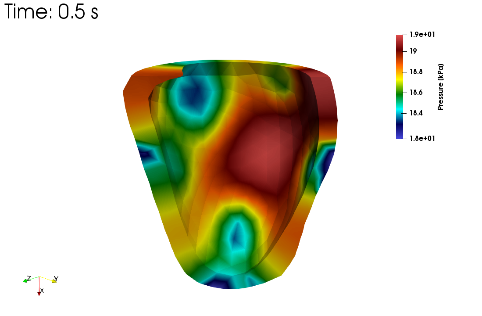 Time: 0.5 s
1.9e+01
19
18.8
18.6
18.4
1.8e+01
Pressure (kPa)
Z
Y
X